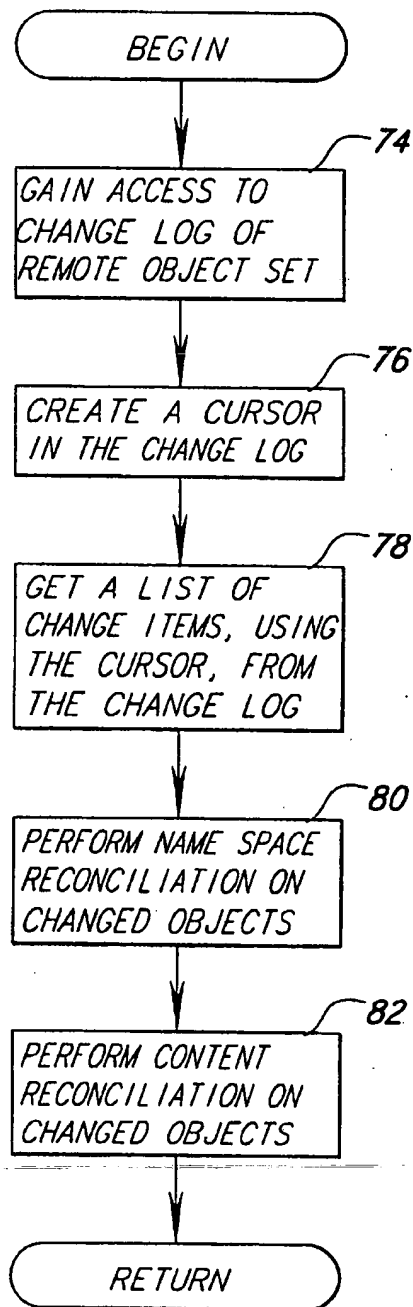 BEGIN
74
GAIN ACCESS TO
CHANGE LOG OF
REMOTE OBJECT SET
76
CREATE A CURSOR
IN THE CHANGE LOG
78
GET A LIST OF
CHANGE ITEMS, USING
THE CURSOR, FROM
THE CHANGE LOG
80
PERFORM NAME SPACE
RECONCILIATION ON
CHANGED OBJECTS
82
PERFORM CONTENT
RECONCILIATION ON
CHANGED OBJECTS
RETURN